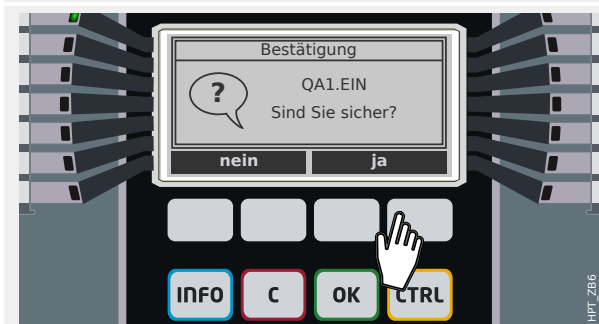 Bestätigung
?
QA1.EIN
Sind Sie sicher?
nein ja
INFO C OK CTRL
HPT_ZB6